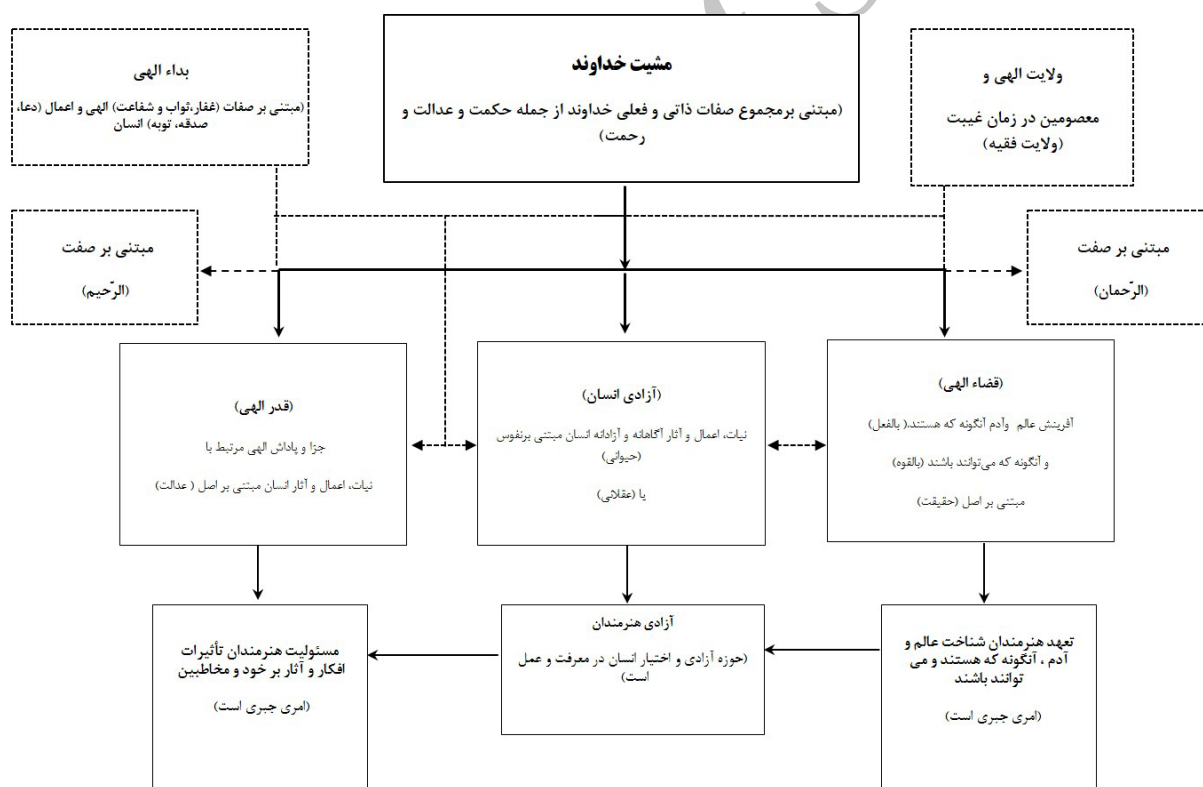 مشیت خداوند
(مبتنی برمجموع صفات ذاتی و فعلی خداوند از جمله حکمت و عدالت و
رحمت)
ولایت الهی و
معصومین در زمان غیبت
(ولایت فقیه)
بداء الهی
(مبتنی بر صفات (غفار،ثواب و شفاعت) الهی و اعمال (دعا،
صدقه، توبه) انسان
مبتنی بر صفت
(الرّحمان)
مبتنی بر صفت
(الرّحیم)
(قضاء الهی)
آفرینش عالم وآدم آنگونه که هستند.( بالفعل)
و آنگونه که می‌توانند باشند (بالقوه)
مبتنی بر اصل (حقیقت)
(آزادی انسان)
نیات، اعمال و آثار آگاهانه و آزادانه انسان مبتنی برنفوس
(حیوانی)
یا (عقلانی)
(قدر الهی)
جزا و پاداش الهی مرتبط با
نیات، اعمال و آثار انسان مبتنی بر اصل ( عدالت)
تعهد هنرمندان شناخت عالم و
آدم ، آنگونه که هستند و می
توانند باشند
(امری جبری است)
آزادی هنرمندان
(حوزه آزادی و اختیار انسان در معرفت و عمل
است)
مسئولیت هنرمندان تأثیرات
افکار و آثار بر خود و مخاطبین
(امری جبری است)